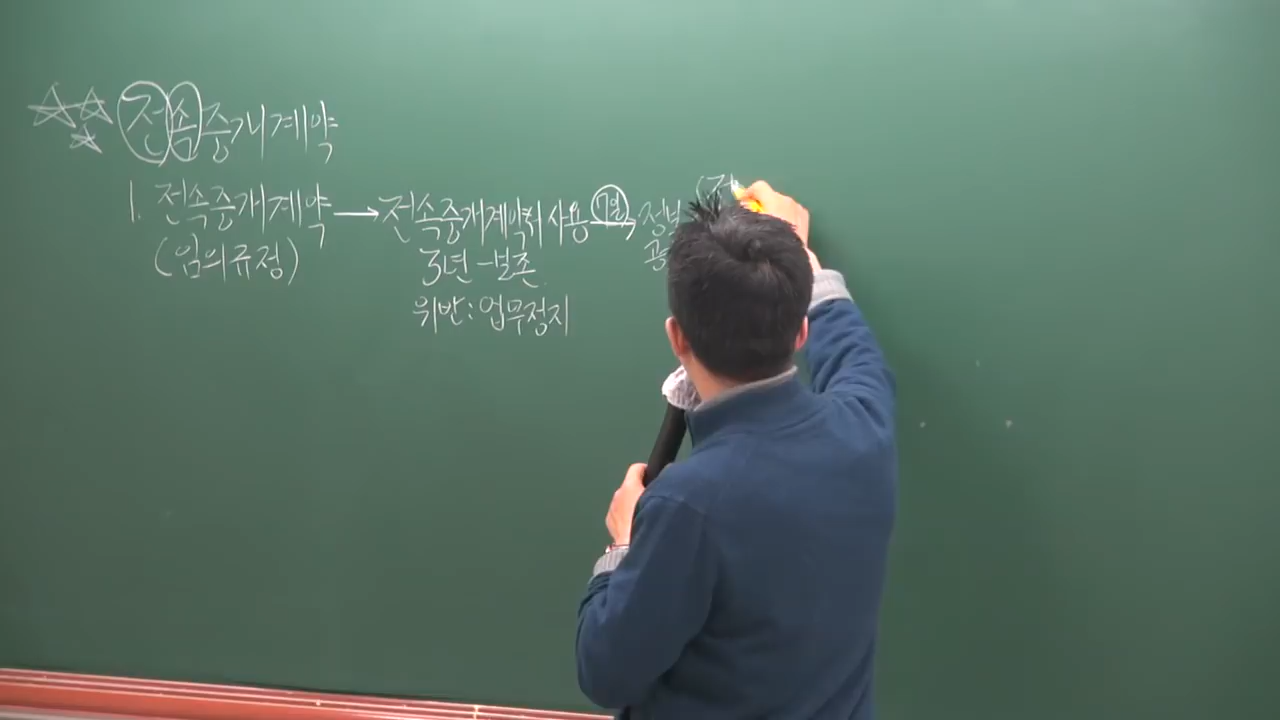 전속중개계약
1. 전속중개계약 → 전속중개계약서 사용 7일 → 정보
(임의규정) 3년 - 보존 공
위반: 업무정지